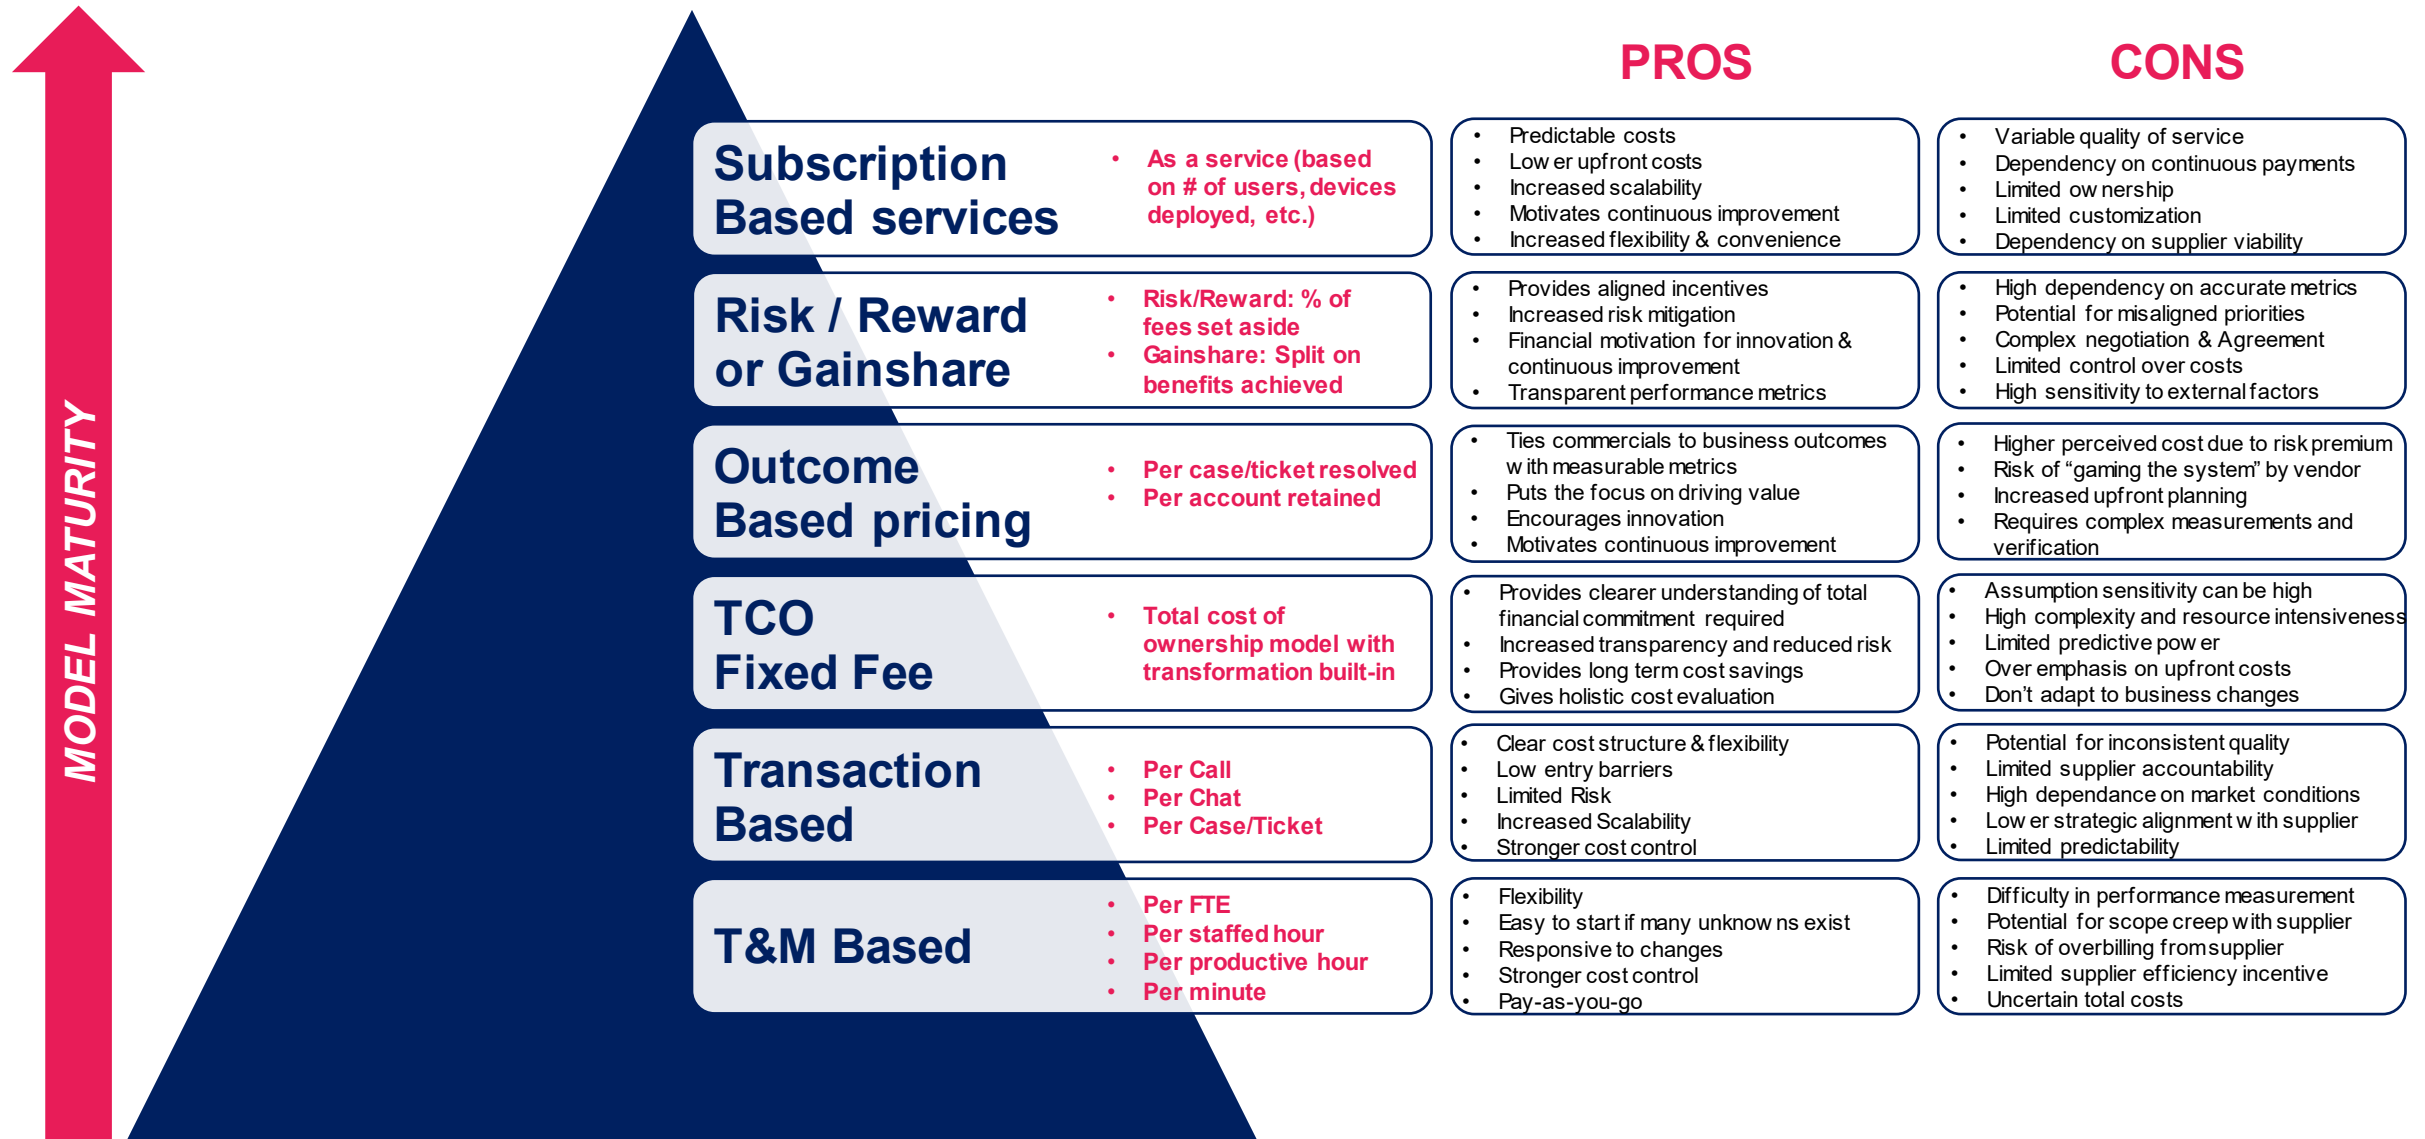 PROS
CONS
MODEL MATURITY
Subscription
Based services
• As a service (based
on # of users, devices
deployed, etc.)
• Predictable costs
• Lower upfront costs
• Increased scalability
• Motivates continuous improvement
• Increased flexibility & convenience
• Variable quality of service
• Dependency on continuous payments
• Limited ownership
• Limited customization
• Dependency on supplier viability
Risk / Reward
or Gainshare
• Risk/Reward: % of
fees set aside
• Gainshare: Split on
benefits achieved
• Provides aligned incentives
• Increased risk mitigation
• Financial motivation for innovation &
continuous improvement
• Transparent performance metrics
• High dependency on accurate metrics
• Potential for misaligned priorities
• Complex negotiation & Agreement
• Limited control over costs
• High sensitivity to external factors
Outcome
Based pricing
• Per case/ticket resolved
• Per account retained
• Ties commercials to business outcomes
with measurable metrics
• Puts the focus on driving value
• Encourages innovation
• Motivates continuous improvement
• Higher perceived cost due to risk premium
• Risk of “gaming the system” by vendor
• Increased upfront planning
• Requires complex measurements and
verification
TCO
Fixed Fee
• Total cost of
ownership model with
transformation built-in
• Provides clearer understanding of total
financial commitment required
• Increased transparency and reduced risk
• Provides long term cost savings
• Gives holistic cost evaluation
• Assumption sensitivity can be high
• High complexity and resource intensiveness
• Limited predictive power
• Over emphasis on upfront costs
• Don’t adapt to business changes
Transaction
Based
• Per Call
• Per Chat
• Per Case/Ticket
• Clear cost structure & flexibility
• Low entry barriers
• Limited Risk
• Increased Scalability
• Stronger cost control
• Potential for inconsistent quality
• Limited supplier accountability
• High dependance on market conditions
• Lower strategic alignment with supplier
• Limited predictability
T&M Based
• Per FTE
• Per staffed hour
• Per productive hour
• Per minute
• Flexibility
• Easy to start if many unknowns exist
• Responsive to changes
• Stronger cost control
• Pay-as-you-go
• Difficulty in performance measurement
• Potential for scope creep with supplier
• Risk of overbilling from supplier
• Limited supplier efficiency incentive
• Uncertain total costs